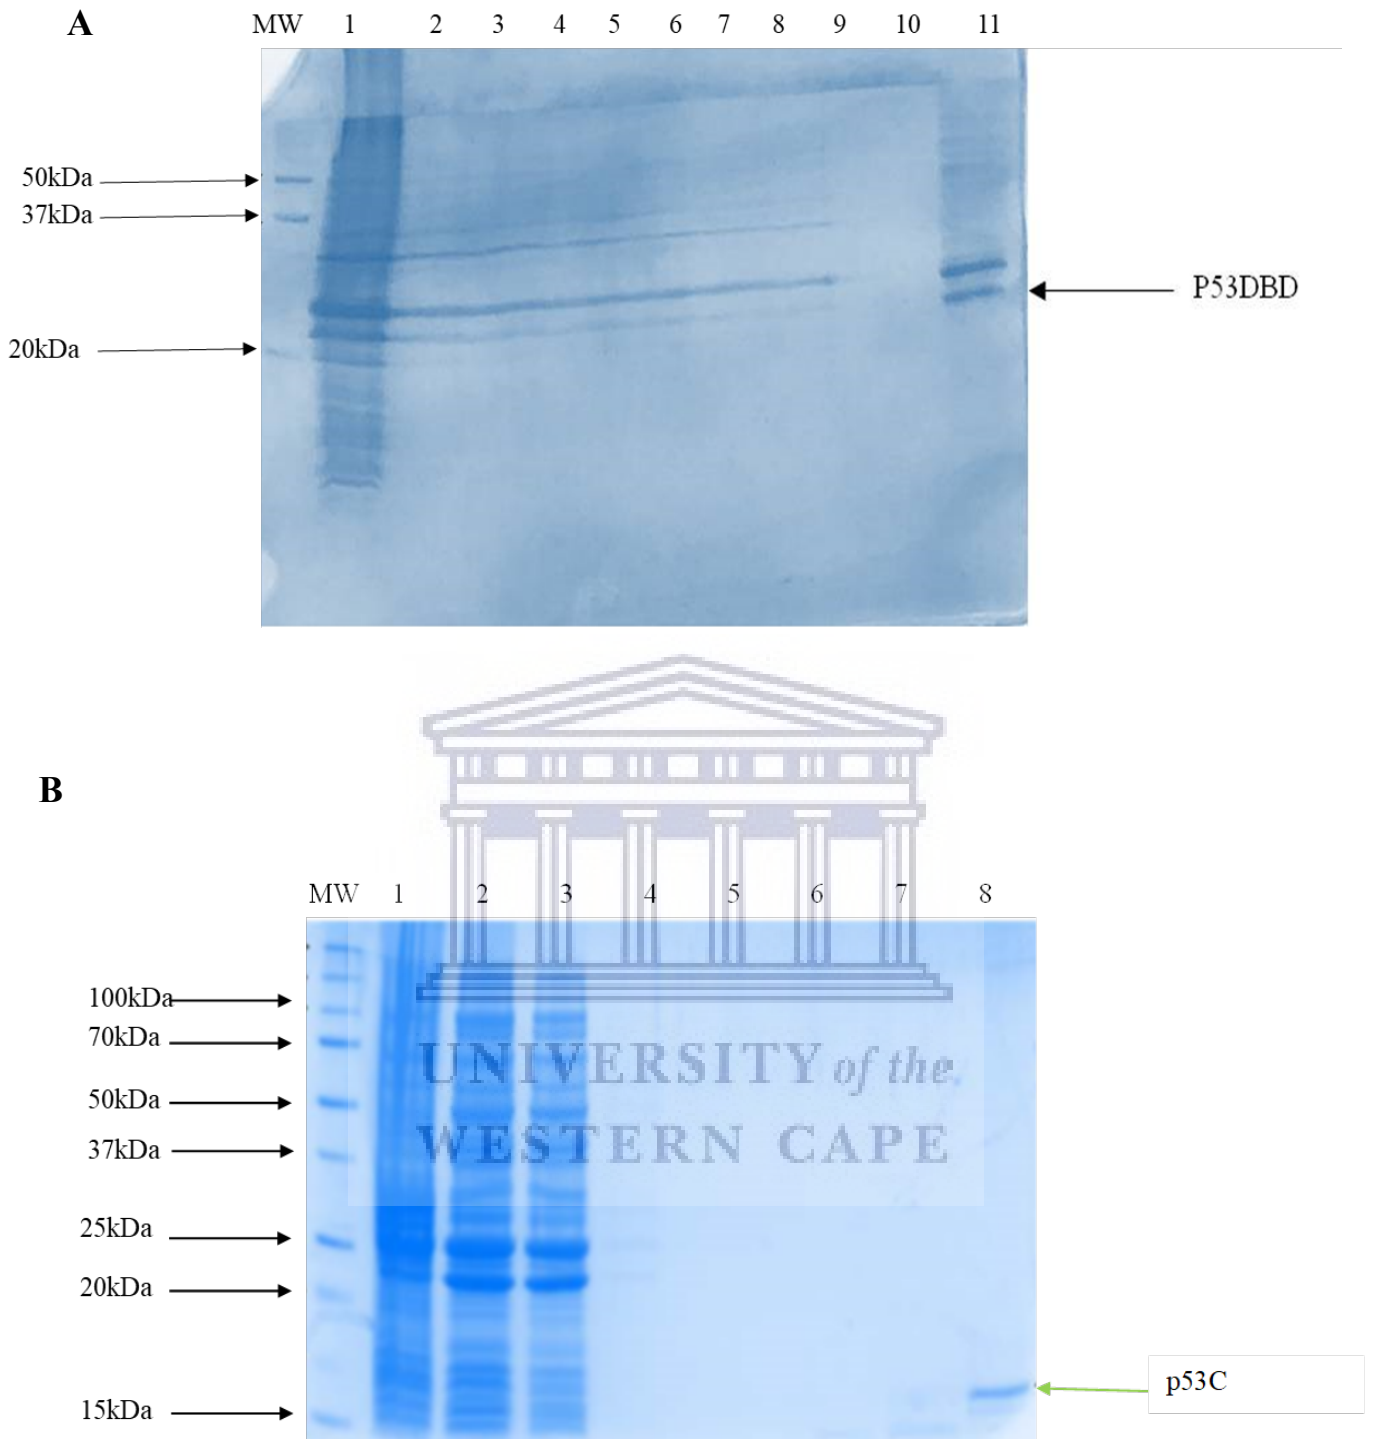 A
MW 1 2 3 4 5 6 7 8 9 10 11
50kDa
37kDa
P53DBD
20kDa
B
MW 1 2 3 4 5 6 7 8
100kDa
70kDa
UNIVERSITY of the
50kDa
WESTERN CAPE
37kDa
25kDa
20kDa
p53C
15kDa